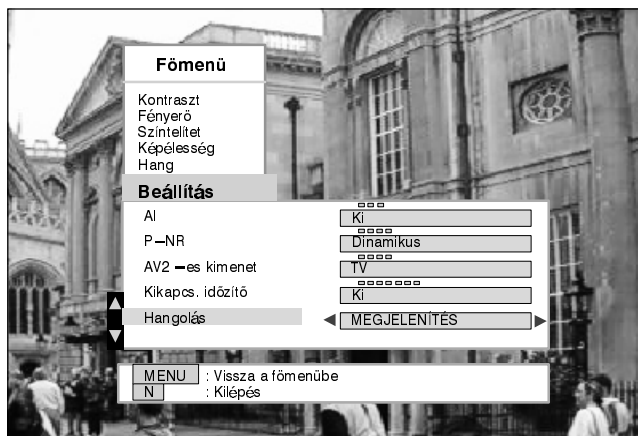 Fömenü
Kontraszt
Fényerö
Színtelítet
Képélesség
Hang
Beállítás
AI Ki
P–NR Dinamikus
AV2 –es kimenet TV
Kikapcs. idözítö Ki
Hangolás MEGJELENÍTÉS
MENU : Vissza a fömenübe
N : Kilépés